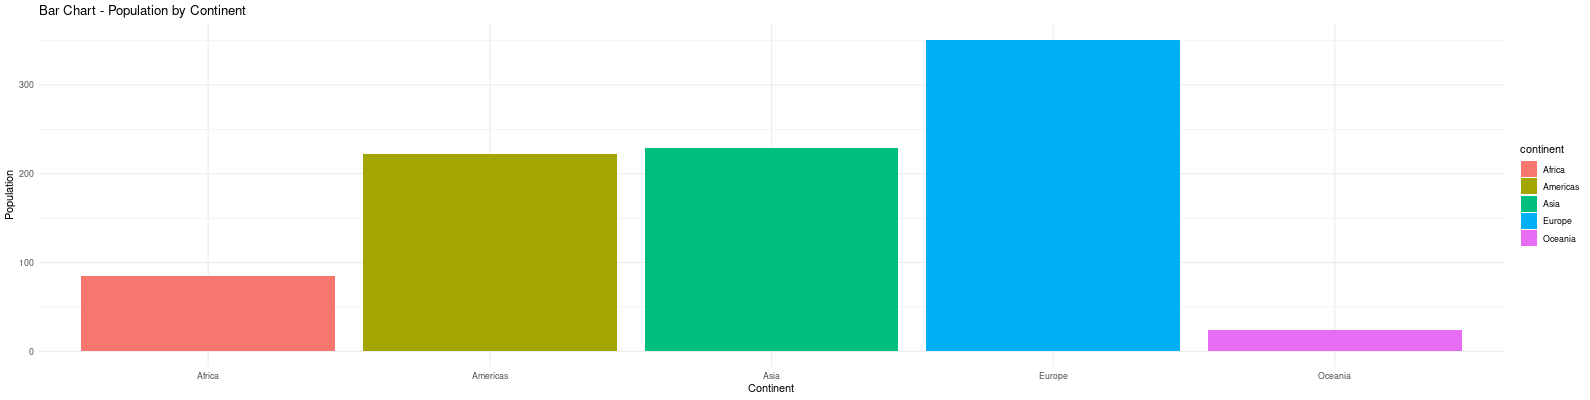 Bar Chart - Population by Continent
Population
300
200
100
0
Africa
Americas
Asia
Europe
Oceania
Continent
continent
Africa
Americas
Asia
Europe
Oceania